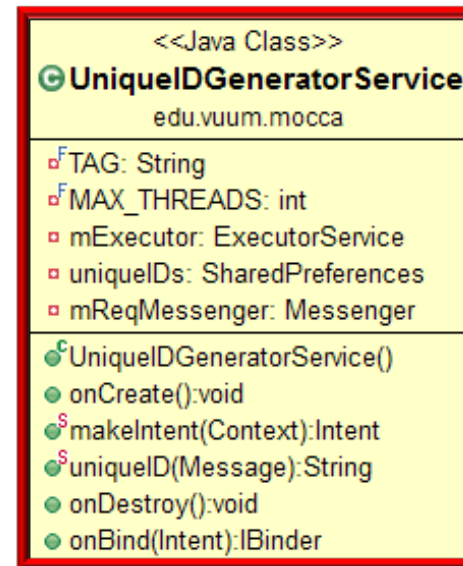 <<Java Class>>
C UniqueIDGeneratorService
edu.vuum.mocca
F TAG: String
F MAX_THREADS: int
mExecutor: ExecutorService
uniqueIDs: SharedPreferences
mReqMessenger: Messenger
C UniqueIDGeneratorService()
onCreate():void
S makeIntent(Context):Intent
S uniqueID(Message):String
onDestroy():void
onBind(Intent):IBinder